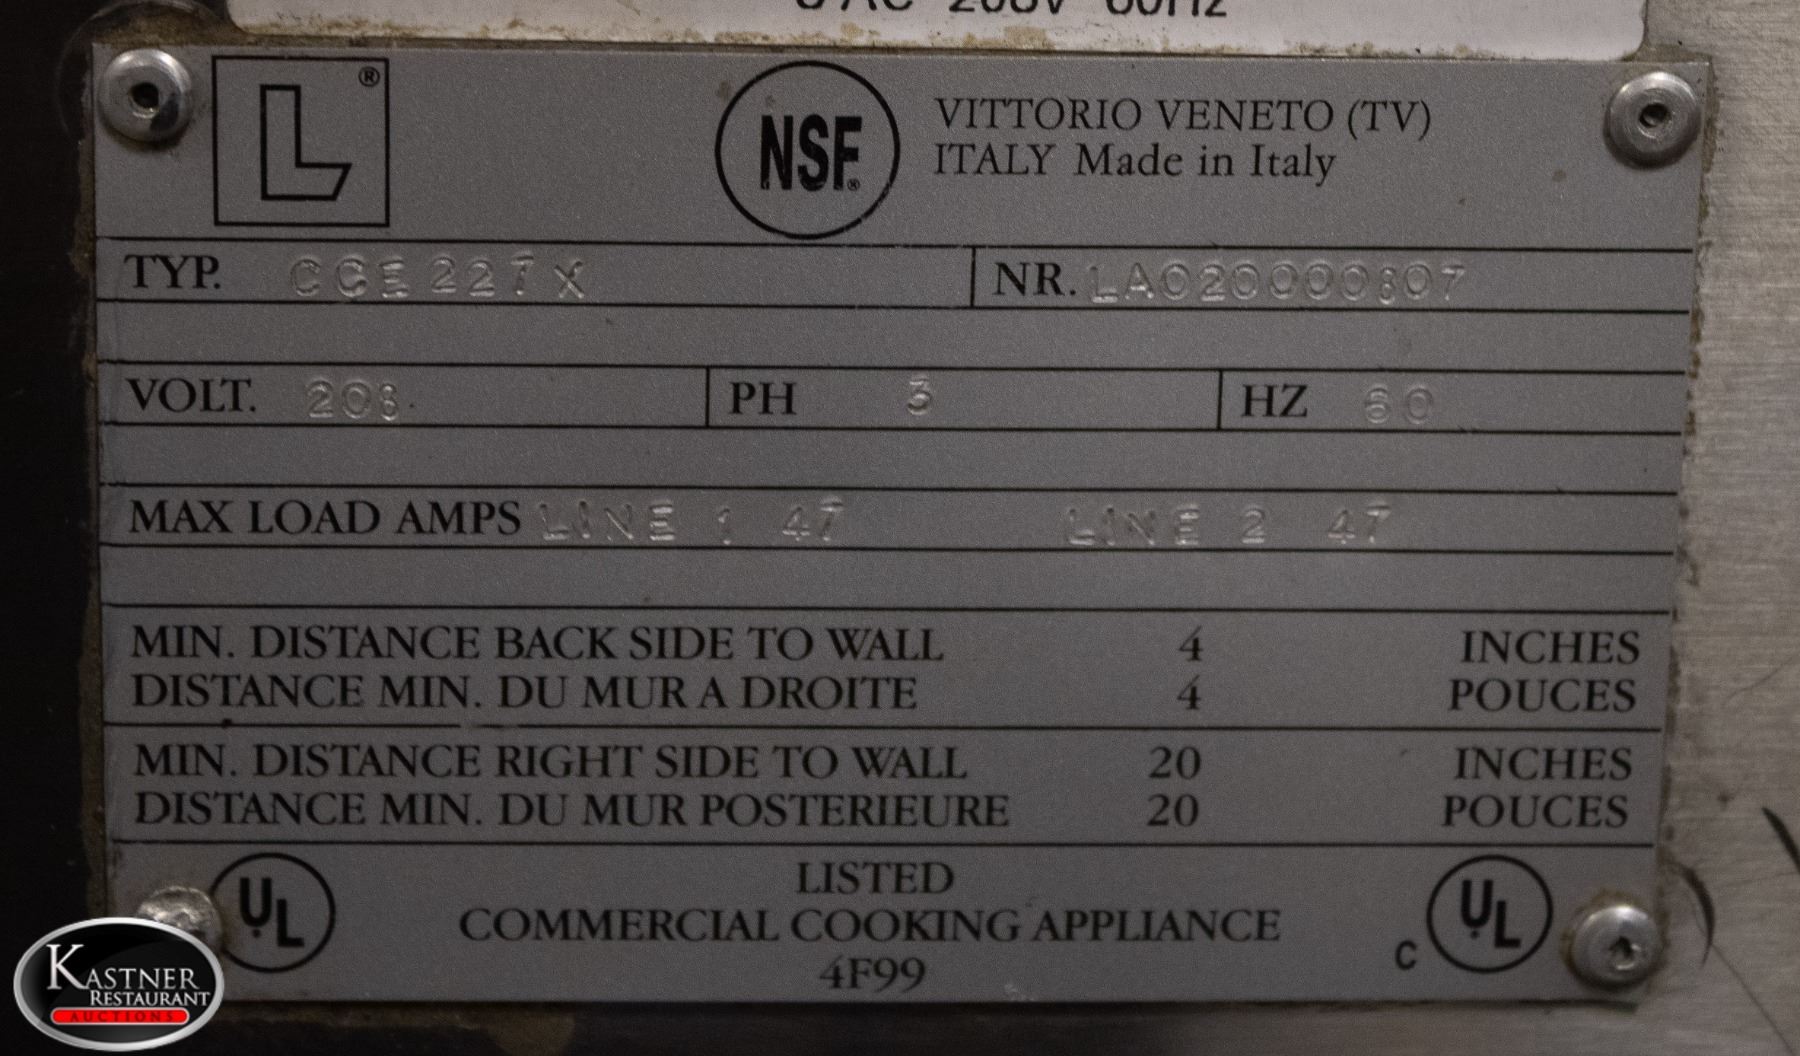 3 AC 208V 60Hz
L®
NSF®
VITTORIO VENETO (TV)
ITALY Made in Italy
TYP. CGE227X NR. LA020000807
VOLT. 208 PH 3 HZ 60
MAX LOAD AMPS LINE 1 47 LINE 2 47
MIN. DISTANCE BACK SIDE TO WALL 4 INCHES
DISTANCE MIN. DU MUR A DROITE 4 POUCES
MIN. DISTANCE RIGHT SIDE TO WALL 20 INCHES
DISTANCE MIN. DU MUR POSTERIEURE 20 POUCES
UL
LISTED
COMMERCIAL COOKING APPLIANCE
4F99
C UL
KASTNER
RESTAURANT
AUCTIONS